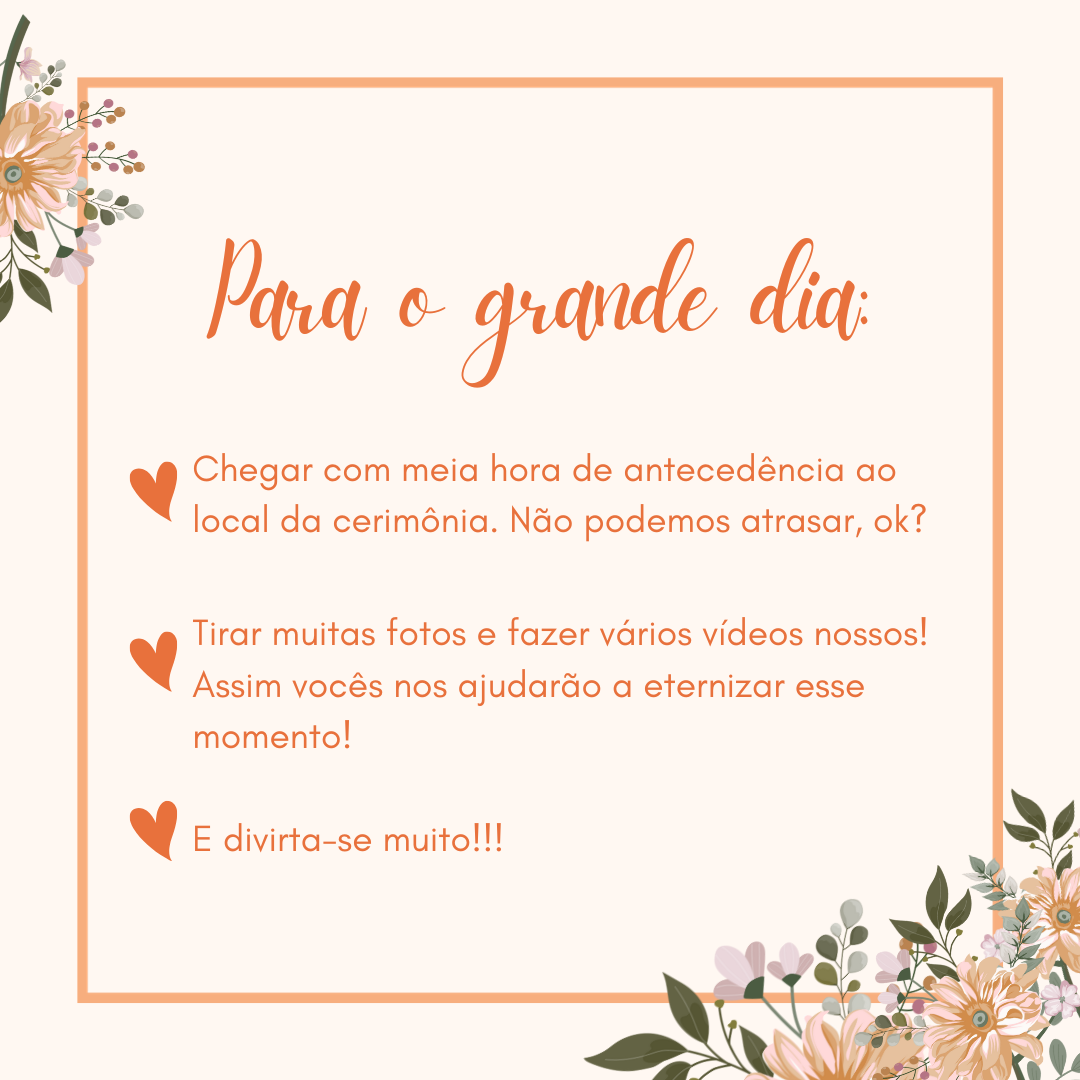 Para o grande dia:
Chegar com meia hora de antecedência ao
local da cerimônia. Não podemos atrasar, ok?
Tirar muitas fotos e fazer vários vídeos nossos!
Assim vocês nos ajudarão a eternizar esse
momento!
E divirta-se muito!!!